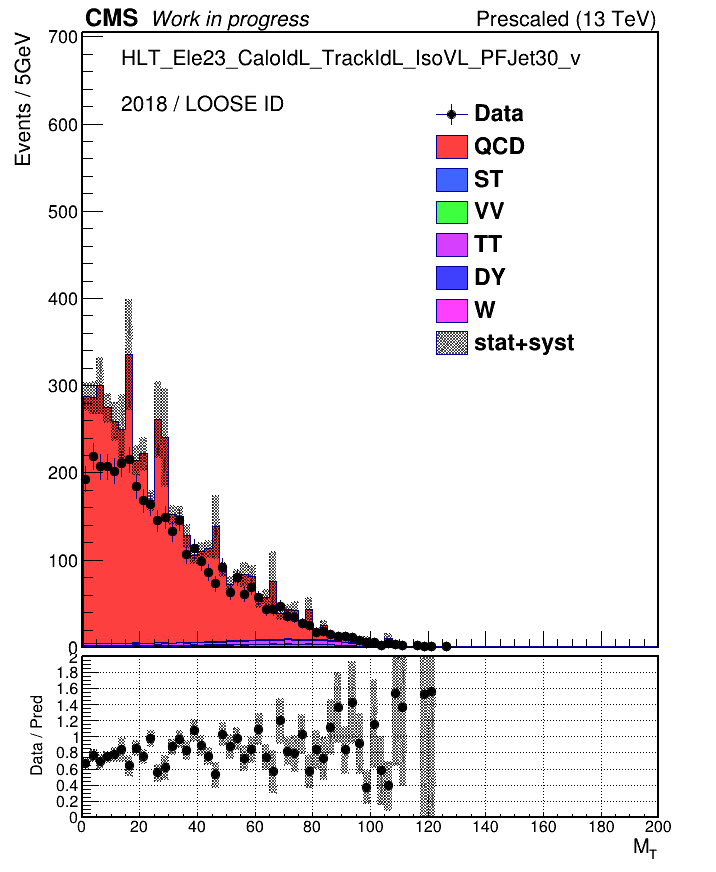 CMS Work in progress Prescaled (13 TeV)
Events / 5GeV
700
600
500
400
300
200
100
0
HLT_Ele23_CaloIdL_TrackIdL_IsoVL_PFJet30_v
2018 / LOOSE ID
Data
QCD
ST
VV
TT
DY
W
stat+syst
Data / Pred
2
1.8
1.6
1.4
1.2
1
0.8
0.6
0.4
0.2
0
0 20 40 60 80 100 120 140 160 180 200
M_T